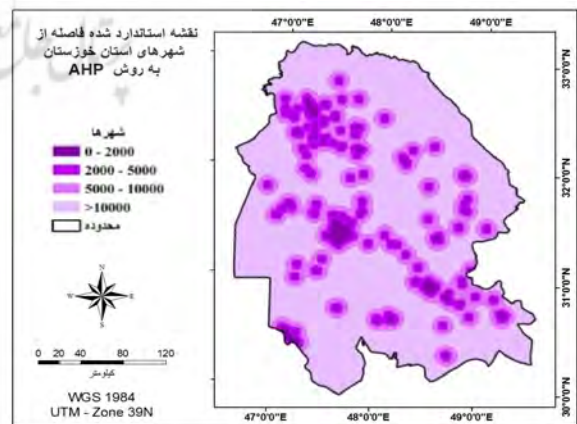 نقشه استاندارد شده فاصله از
شهرهای استان خوزستان
به روش AHP
شهرها
0 - 2000
2000 - 5000
5000 - 10000
>10000
محدوده
N
W
S
0 20 40 80 120
کیلومتر
WGS 1984
UTM - Zone 39N
47°0'0"E 48°0'0"E 49°0'0"E
33°0'0"N
32°0'0"N
31°0'0"N
30°0'0"N
47°0'0"E 48°0'0"E 49°0'0"E